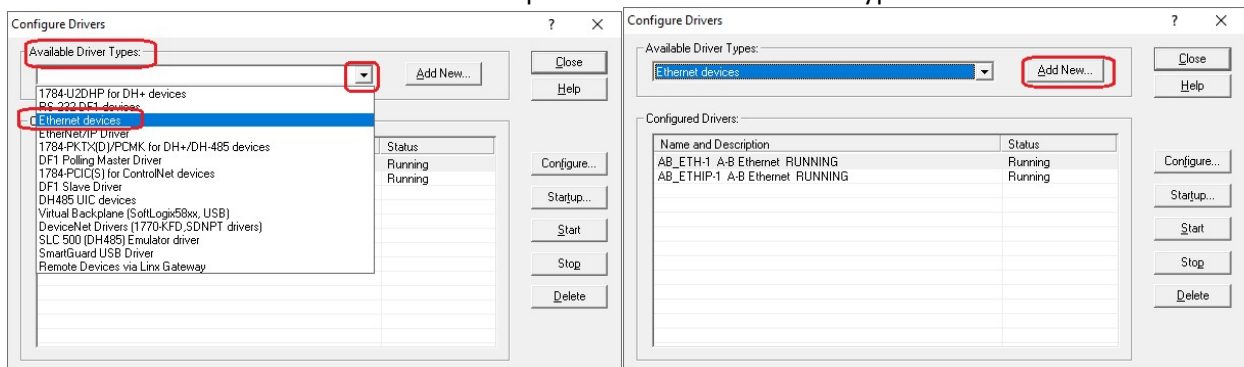 Configure Drivers ? ×
Available Driver Types:
Add New...
Close
Help
1784-U2DHP for DH+ devices
RS-232 DF1 devices
Ethernet devices
EtherNet/IP Driver
1784-PKTX(D)/PCMK for DH+/DH-485 devices
DF1 Polling Master Driver
1784-PCIC(S) for ControlNet devices
DF1 Slave Driver
DH485 UIC devices
Virtual Backplane (SoftLogix58xx, USB)
DeviceNet Drivers (1770-KFD,SDNPT drivers)
SLC 500 (DH485) Emulator driver
SmartGuard USB Driver
Remote Devices via Linx Gateway
Status
Running
Running
Configure...
Startup...
Start
Stop
Delete
Configure Drivers ? ×
Available Driver Types:
Ethernet devices
Add New...
Close
Help
Configured Drivers:
Name and Description Status
AB_ETH-1 A-B Ethernet RUNNING Running
AB_ETHIP-1 A-B Ethernet RUNNING Running
Configure...
Startup...
Start
Stop
Delete